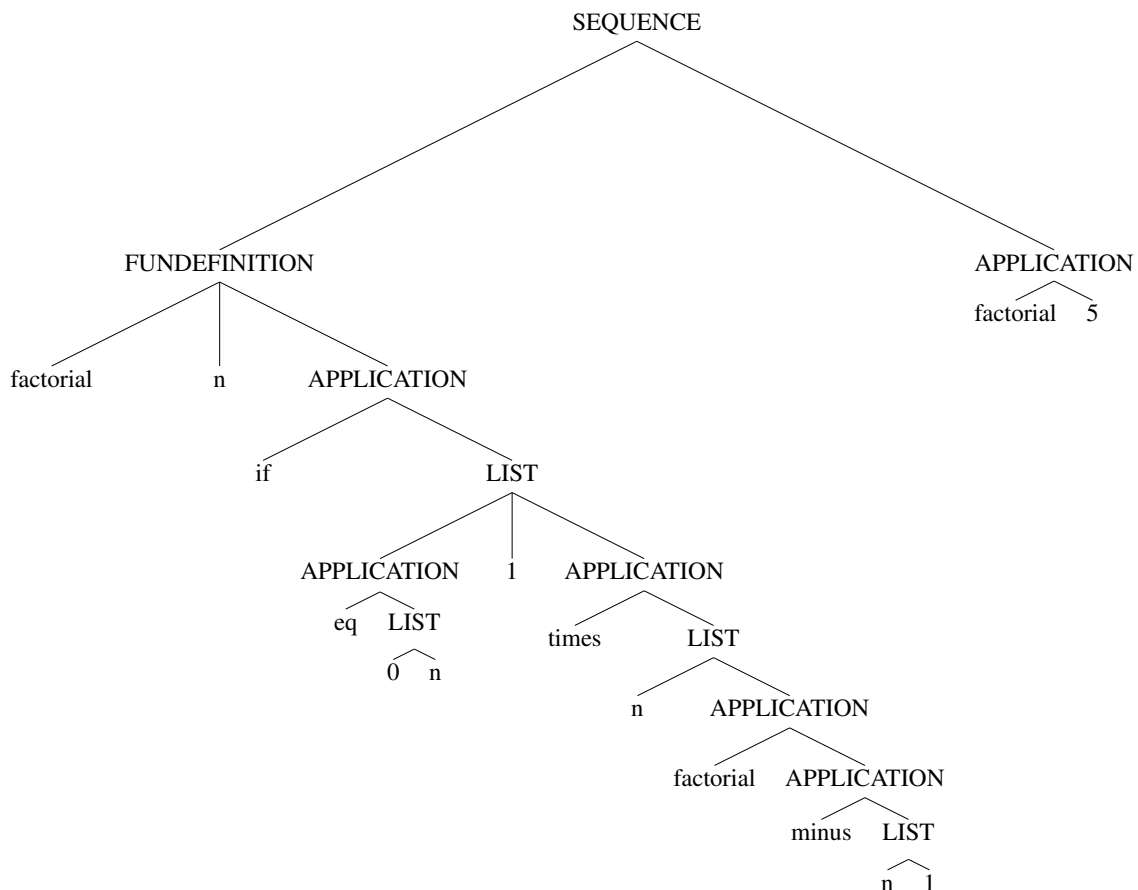 SEQUENCE
FUNDEFINITION APPLICATION
factorial 5
factorial n APPLICATION
if LIST
APPLICATION 1 APPLICATION
eq LIST times LIST
0 n
n APPLICATION
factorial APPLICATION
minus LIST
n 1